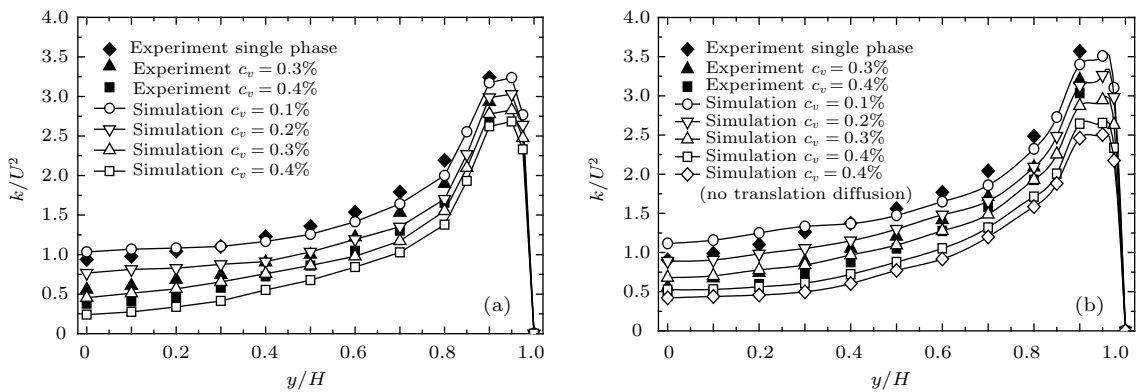 4.0
3.5
3.0
2.5
2.0
1.5
1.0
0.5
0
k/U²
Experiment single phase
Experiment c_v = 0.3%
Experiment c_v = 0.4%
Simulation c_v = 0.1%
Simulation c_v = 0.2%
Simulation c_v = 0.3%
Simulation c_v = 0.4%
(a)
0 0.2 0.4 0.6 0.8 1.0
y/H
4.0
3.5
3.0
2.5
2.0
1.5
1.0
0.5
0
k/U²
Experiment single phase
Experiment c_v = 0.3%
Experiment c_v = 0.4%
Simulation c_v = 0.1%
Simulation c_v = 0.2%
Simulation c_v = 0.3%
Simulation c_v = 0.4%
Simulation c_v = 0.4%
(no translation diffusion)
(b)
0 0.2 0.4 0.6 0.8 1.0
y/H